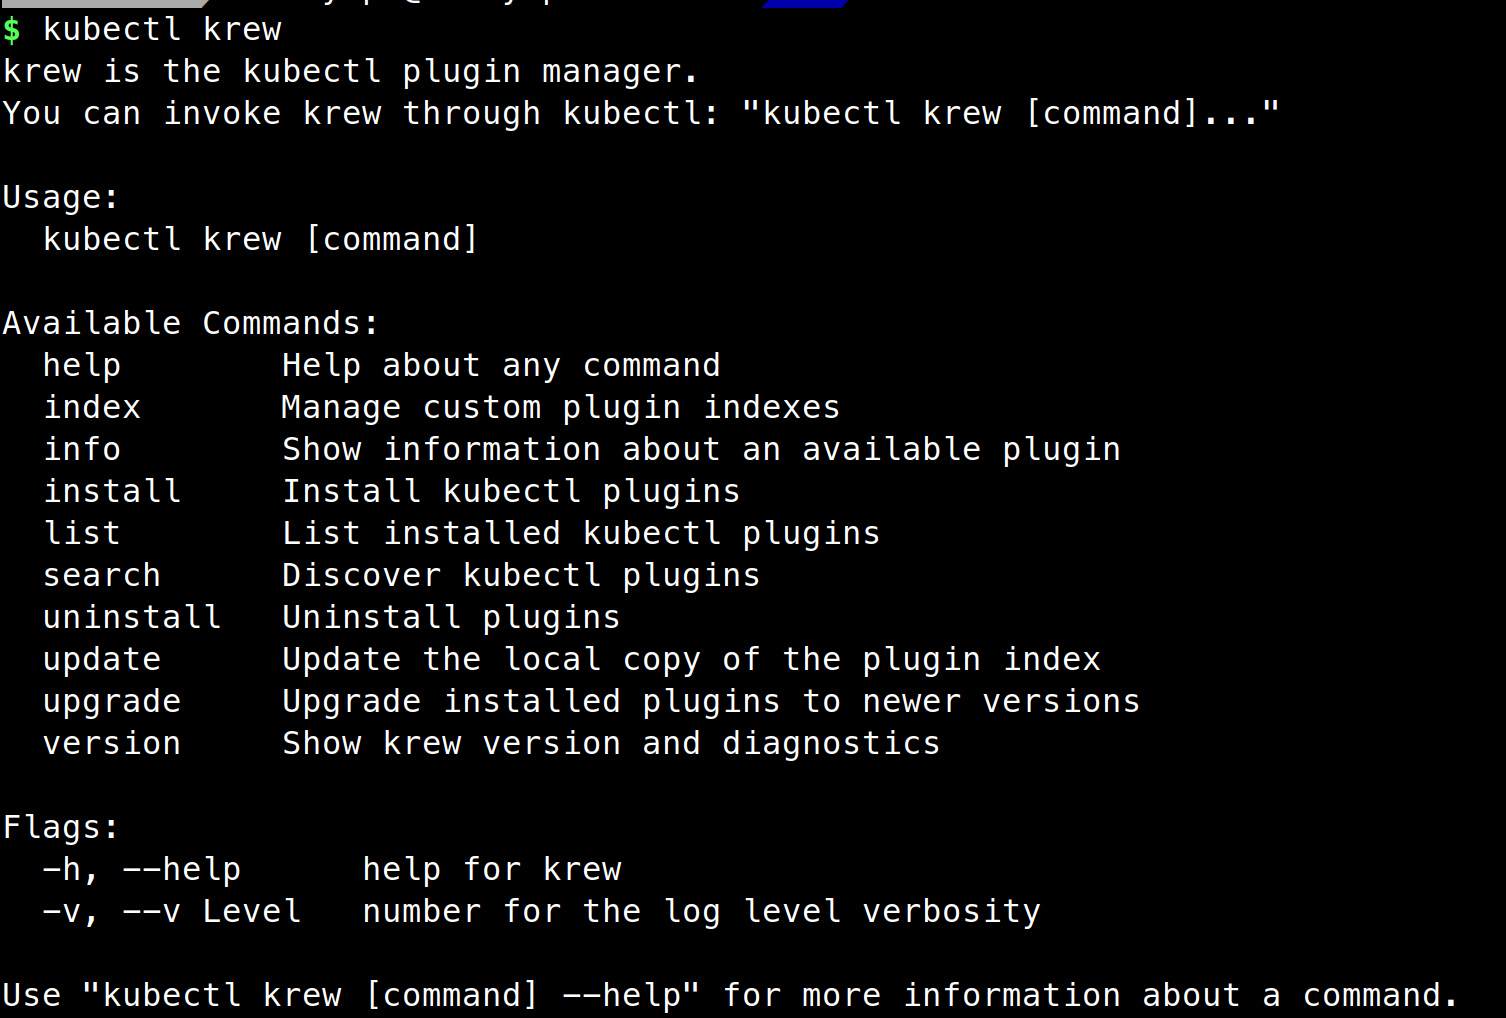 $ kubectl krew
krew is the kubectl plugin manager.
You can invoke krew through kubectl: "kubectl krew [command]..."
Usage:
  kubectl krew [command]
Available Commands:
  help        Help about any command
  index       Manage custom plugin indexes
  info        Show information about an available plugin
  install     Install kubectl plugins
  list        List installed kubectl plugins
  search      Discover kubectl plugins
  uninstall   Uninstall plugins
  update      Update the local copy of the plugin index
  upgrade     Upgrade installed plugins to newer versions
  version     Show krew version and diagnostics
Flags:
  -h, --help      help for krew
  -v, --v Level   number for the log level verbosity
Use "kubectl krew [command] --help" for more information about a command.